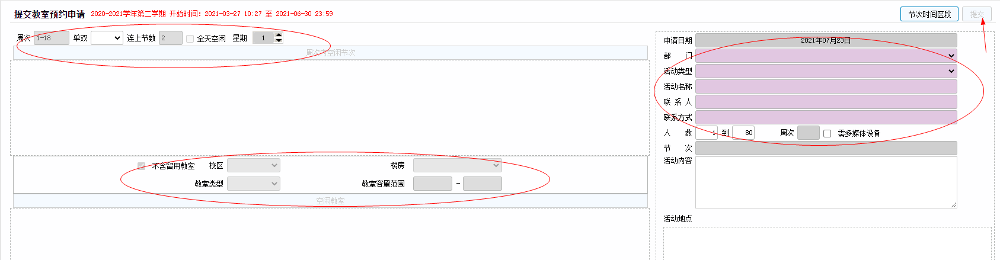 提交教室预约申请 2020-2021学年第二学期 开始时间：2021-03-27 10:27 至 2021-06-30 23:59 节次时间区段 提交
周次 1-18 单双 连上节数 2 全天空闲 星期 1
周次内空闲节次
不含留用教室 校区 楼房
教室类型 教室容量范围 -
空闲教室
申请日期 2021年07月23日
部 门
活动类型
活动名称
联 系 人
联系方式
人 数 1 到 80 周次 需多媒体设备
节 次
活动内容
活动地点